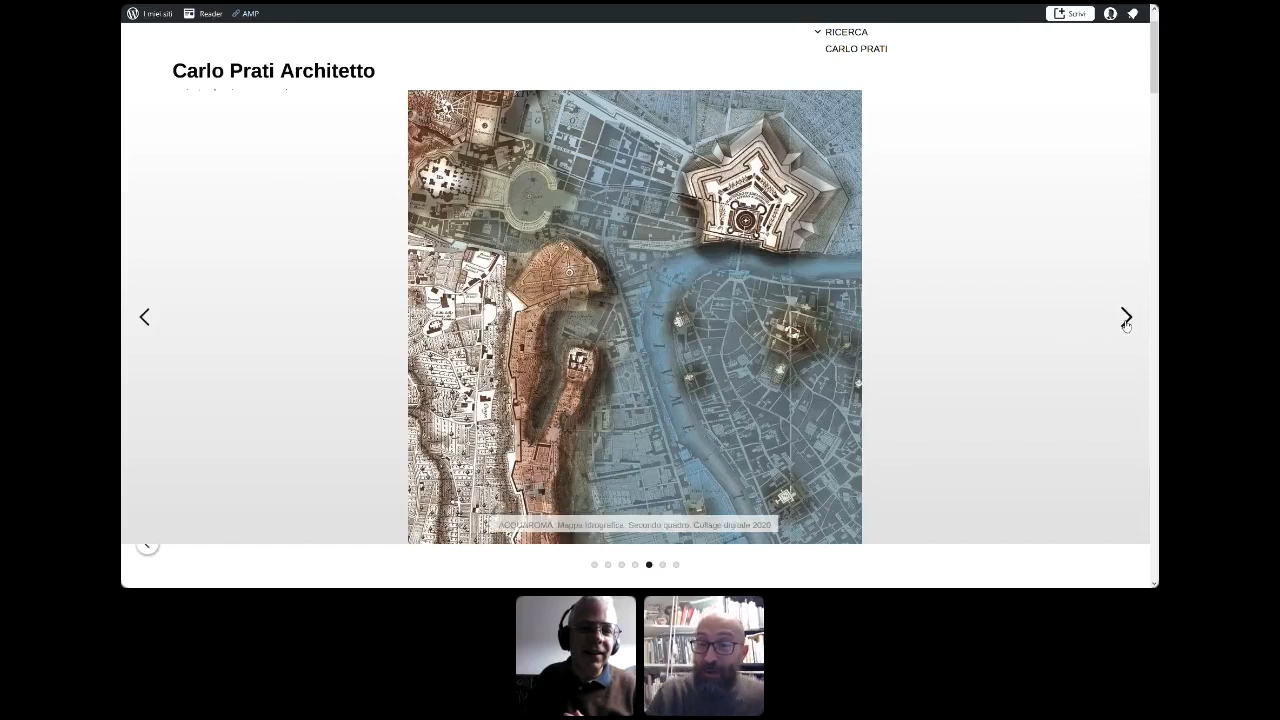 I miei siti
Reader
AMP
Scrivi
RICERCA
CARLO PRATI
Carlo Prati Architetto
ACQUAROMA. Mappa Idrografica. Secondo quadro. Collage digitale 2020